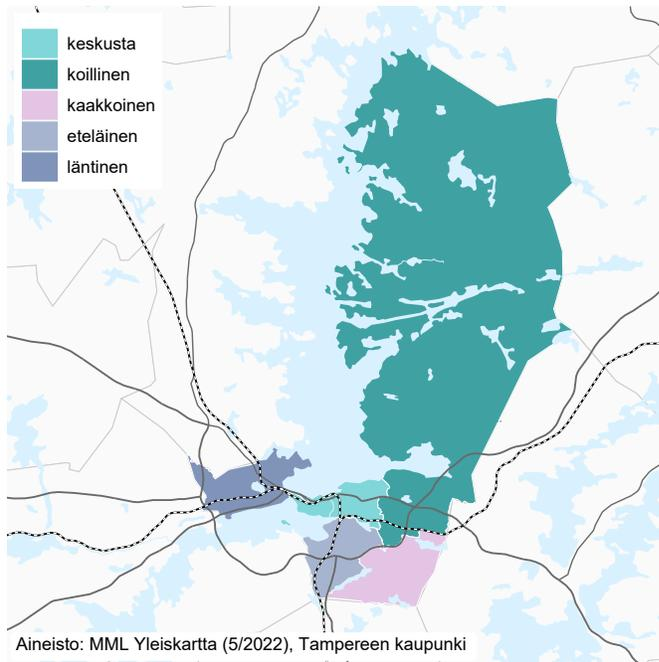 keskusta
koillinen
kaakkoinen
eteläinen
läntinen
Aineisto: MML Yleiskartta (5/2022), Tampereen kaupunki